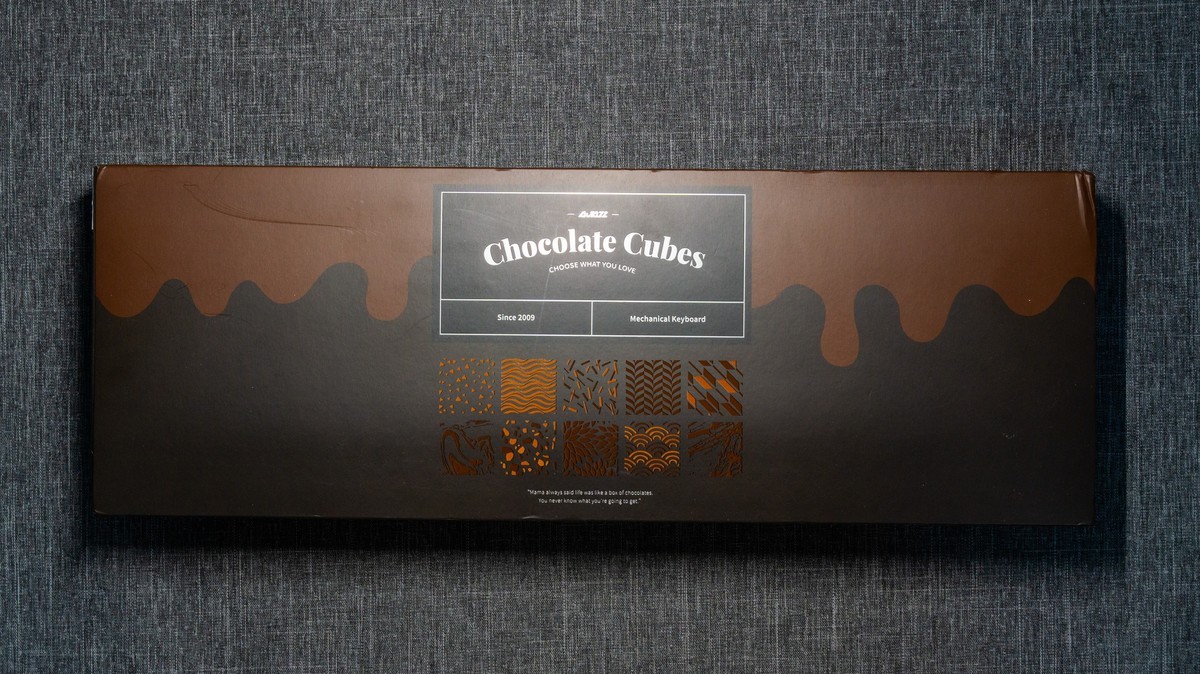 AJAZZ
Chocolate Cubes
CHOOSE WHAT YOU LOVE
Since 2009
Mechanical Keyboard
"Mama always said life was like a box of chocolates.
You never know what you're going to get."